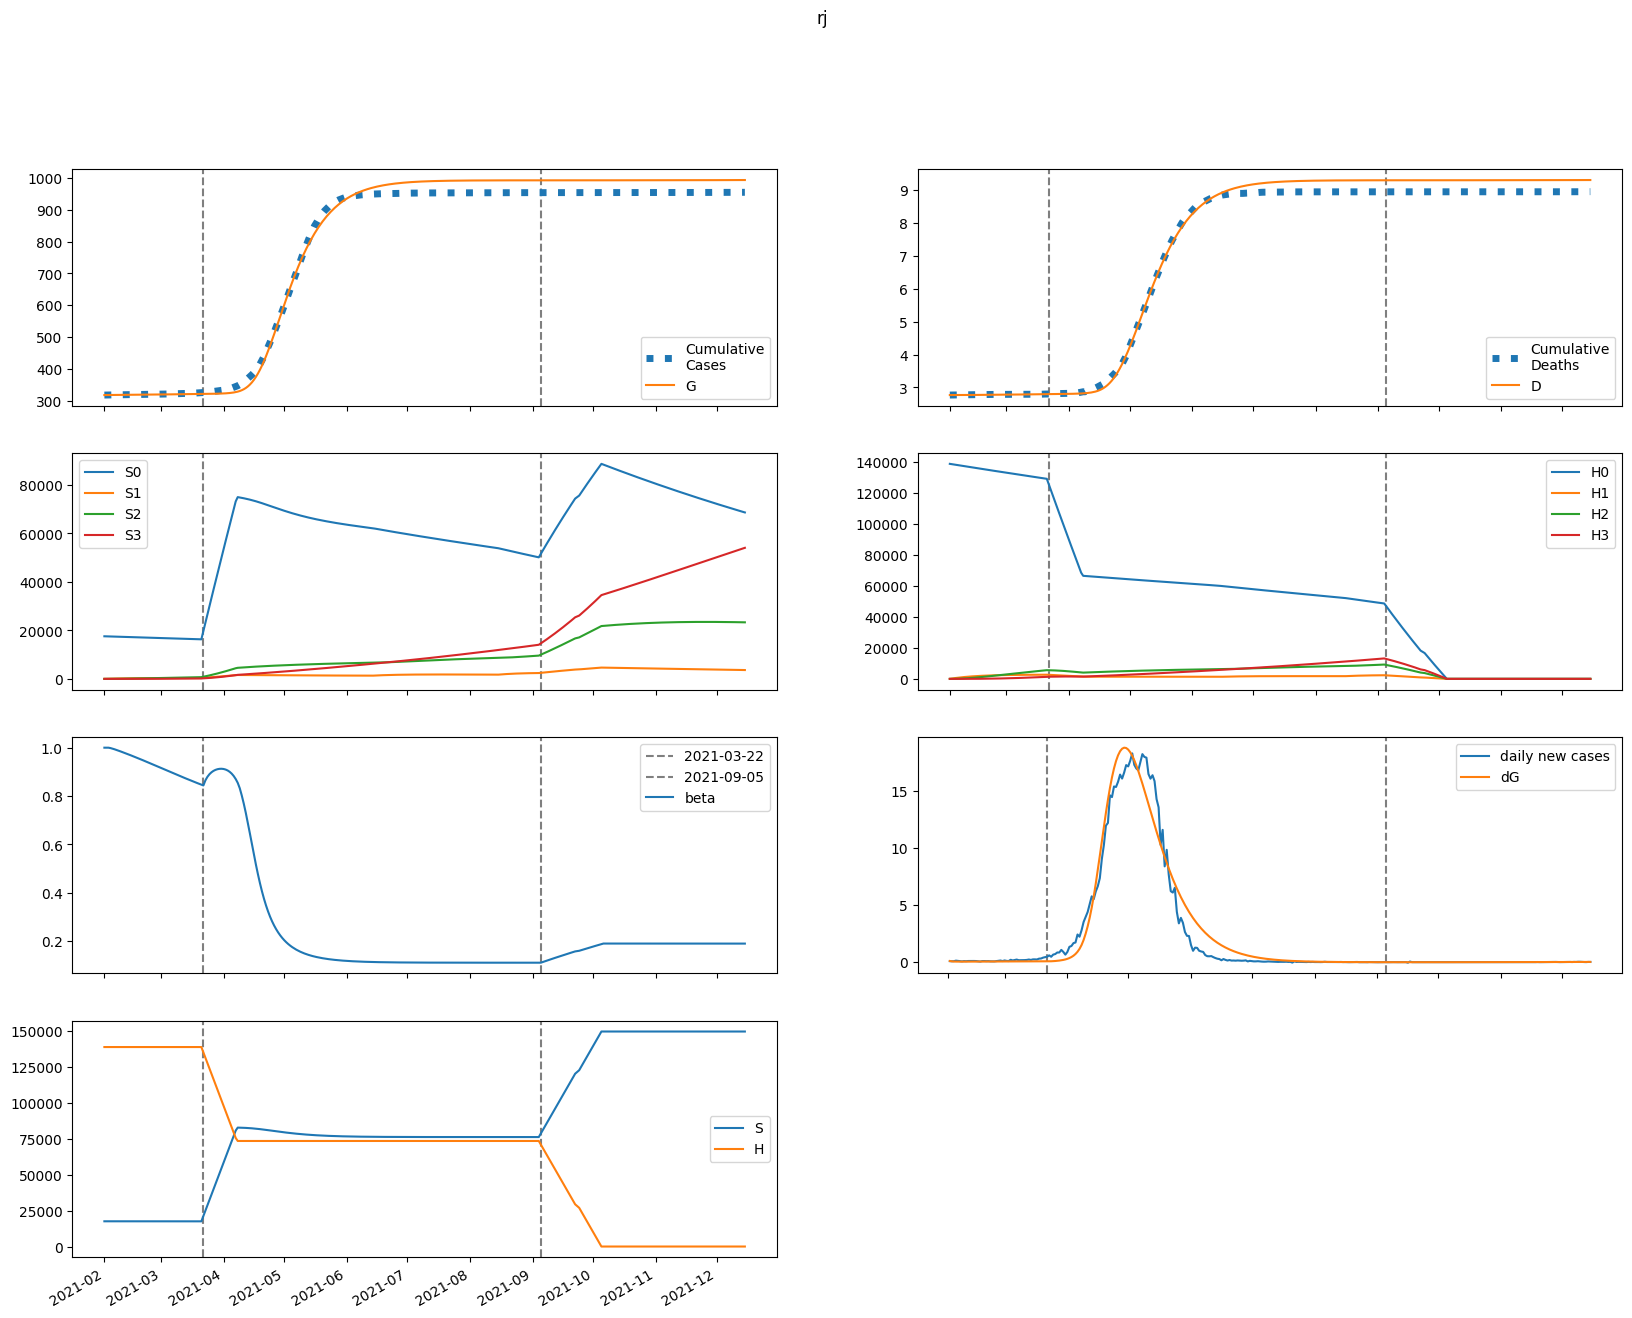 rj
1000
900
800
700
600
500
400
300
Cumulative
Cases
G
9
8
7
6
5
4
3
Cumulative
Deaths
D
80000
60000
40000
20000
0
S0
S1
S2
S3
140000
120000
100000
80000
60000
40000
20000
0
H0
H1
H2
H3
1.0
0.8
0.6
0.4
0.2
2021-03-22
2021-09-05
beta
15
10
5
0
daily new cases
dG
150000
125000
100000
75000
50000
25000
0
S
H
2021-02
2021-03
2021-04
2021-05
2021-06
2021-07
2021-08
2021-09
2021-10
2021-11
2021-12